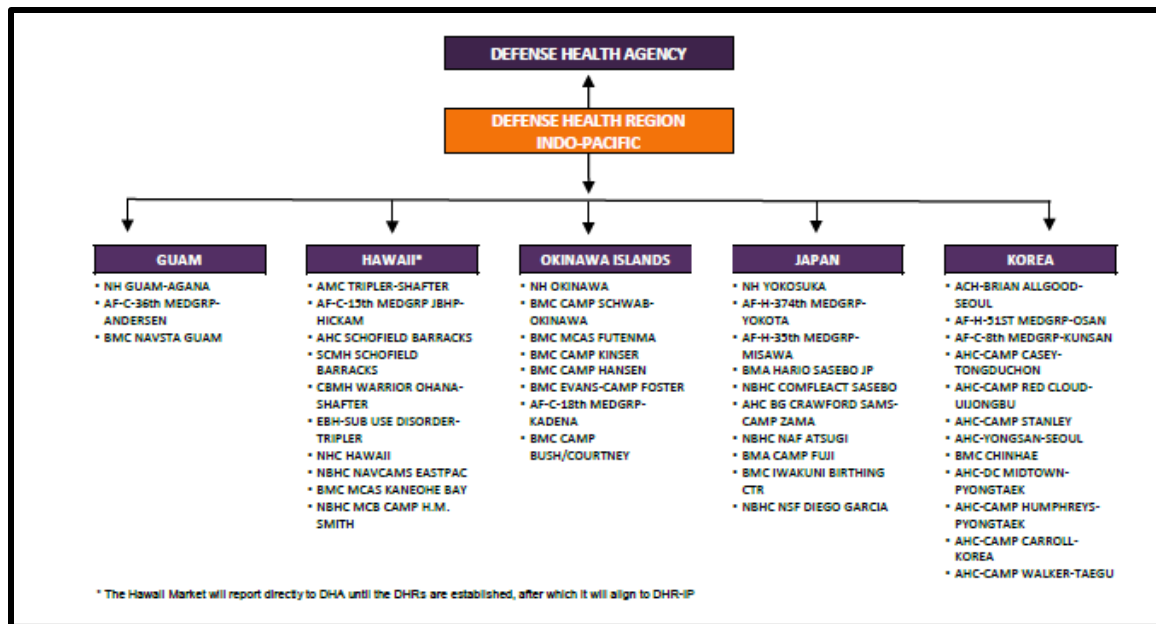 DEFENSE HEALTH AGENCY
DEFENSE HEALTH REGION
INDO-PACIFIC
GUAM
▪ NH GUAM-AGANA
▪ AF-C-36th MEDGRP-
ANDERSEN
▪ BMC NAVSTA GUAM
HAWAII*
▪ AMC TRIPLER-SHAFTER
▪ AF-C-15th MEDGRP JBHP-
HICKAM
▪ AHC SCHOFIELD BARRACKS
▪ SCMH SCHOFIELD
BARRACKS
▪ CBMH WARRIOR OHANA-
SHAFTER
▪ EBH-SUB USE DISORDER-
TRIPLER
▪ NHC HAWAII
▪ NBHC NAVCAMS EASTPAC
▪ BMC MCAS KANEOHE BAY
▪ NBHC MCB CAMP H.M.
SMITH
OKINAWA ISLANDS
▪ NH OKINAWA
▪ BMC CAMP SCHWAB-
OKINAWA
▪ BMC MCAS FUTENMA
▪ BMC CAMP KINSER
▪ BMC CAMP HANSEN
▪ BMC EVANS-CAMP FOSTER
▪ AF-C-18th MEDGRP-
KADENA
▪ BMC CAMP
BUSH/COURTNEY
JAPAN
▪ NH YOKOSUKA
▪ AF-H-374th MEDGRP-
YOKOTA
▪ AF-H-35th MEDGRP-
MISAWA
▪ BMA HARIO SASEBO JP
▪ NBHC COMFLEACT SASEBO
▪ AHC BG CRAWFORD SAMS-
CAMP ZAMA
▪ NBHC NAF ATSUGI
▪ BMA CAMP FUJI
▪ BMC IWAKUNI BIRTHING
CTR
▪ NBHC NSF DIEGO GARCIA
KOREA
▪ ACH-BRIAN ALLGOOD-
SEOUL
▪ AF-H-51ST MEDGRP-OSAN
▪ AF-C-8th MEDGRP-KUNSAN
▪ AHC-CAMP CASEY-
TONGDUCHON
▪ AHC-CAMP RED CLOUD-
UIJONGBU
▪ AHC-CAMP STANLEY
▪ AHC-YONGSAN-SEOUL
▪ BMC CHINHAE
▪ AHC-DC MIDTOWN-
PYONGTAEK
▪ AHC-CAMP HUMPHREYS-
PYONGTAEK
▪ AHC-CAMP CARROLL-
KOREA
▪ AHC-CAMP WALKER-TAEGU
* The Hawaii Market will report directly to DHA until the DHRs are established, after which it will align to DHR-IP